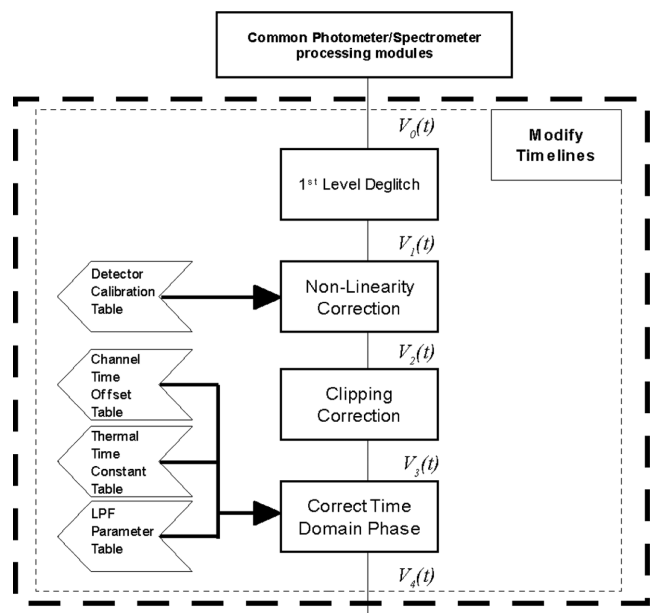 Common Photometer/Spectrometer
processing modules
V0(t)
Modify
Timelines
1st Level Deglitch
V1(t)
Detector
Calibration
Table
Non-Linearity
Correction
V2(t)
Channel
Time
Offset
Table
Clipping
Correction
Thermal
Time
Constant
Table
V3(t)
LPF
Parameter
Table
Correct Time
Domain Phase
V4(t)